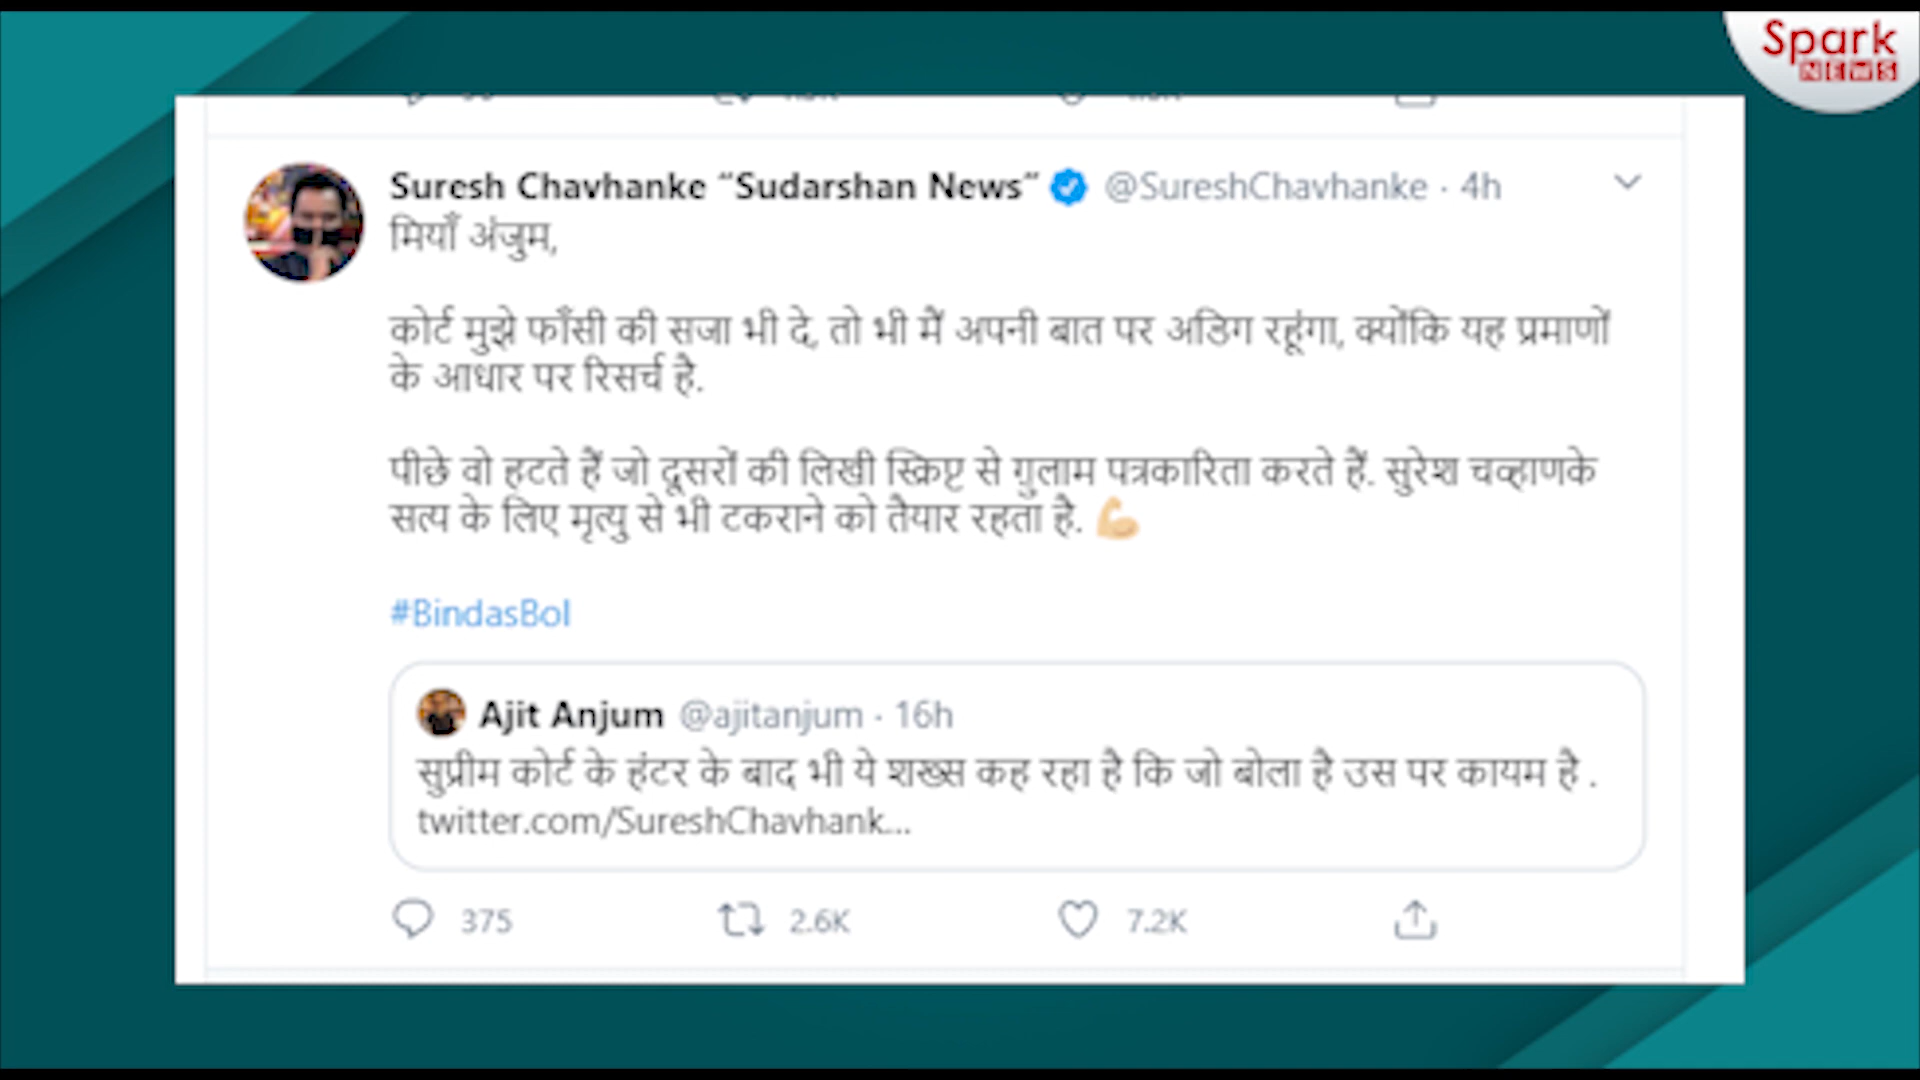 Spark
NEWS
Suresh Chavhanke “Sudarshan News” @SureshChavhanke · 4h
मियाँ अंजुम,
कोर्ट मुझे फाँसी की सजा भी दे, तो भी मैं अपनी बात पर अडिग रहूंगा, क्योंकि यह प्रमाणों
के आधार पर रिसर्च है.
पीछे वो हटते हैं जो दूसरों की लिखी स्क्रिप्ट से गुलाम पत्रकारिता करते हैं. सुरेश चव्हाणके
सत्य के लिए मृत्यु से भी टकराने को तैयार रहता है. 💪🏼
#BindasBol
Ajit Anjum @ajitanjum · 16h
सुप्रीम कोर्ट के हंटर के बाद भी ये शख्स कह रहा है कि जो बोला है उस पर कायम है .
twitter.com/SureshChavhank...
375 2.6K 7.2K